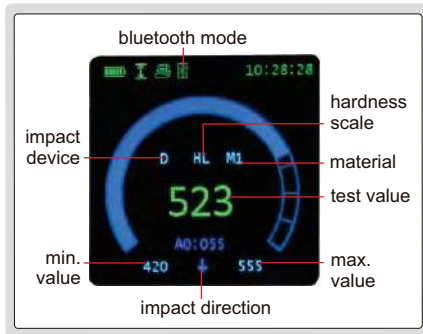 bluetooth mode
10:28:28
hardness
scale
impact
device
D HL M1
material
523
test value
A0:055
min.
value
420
555
max.
value
impact direction